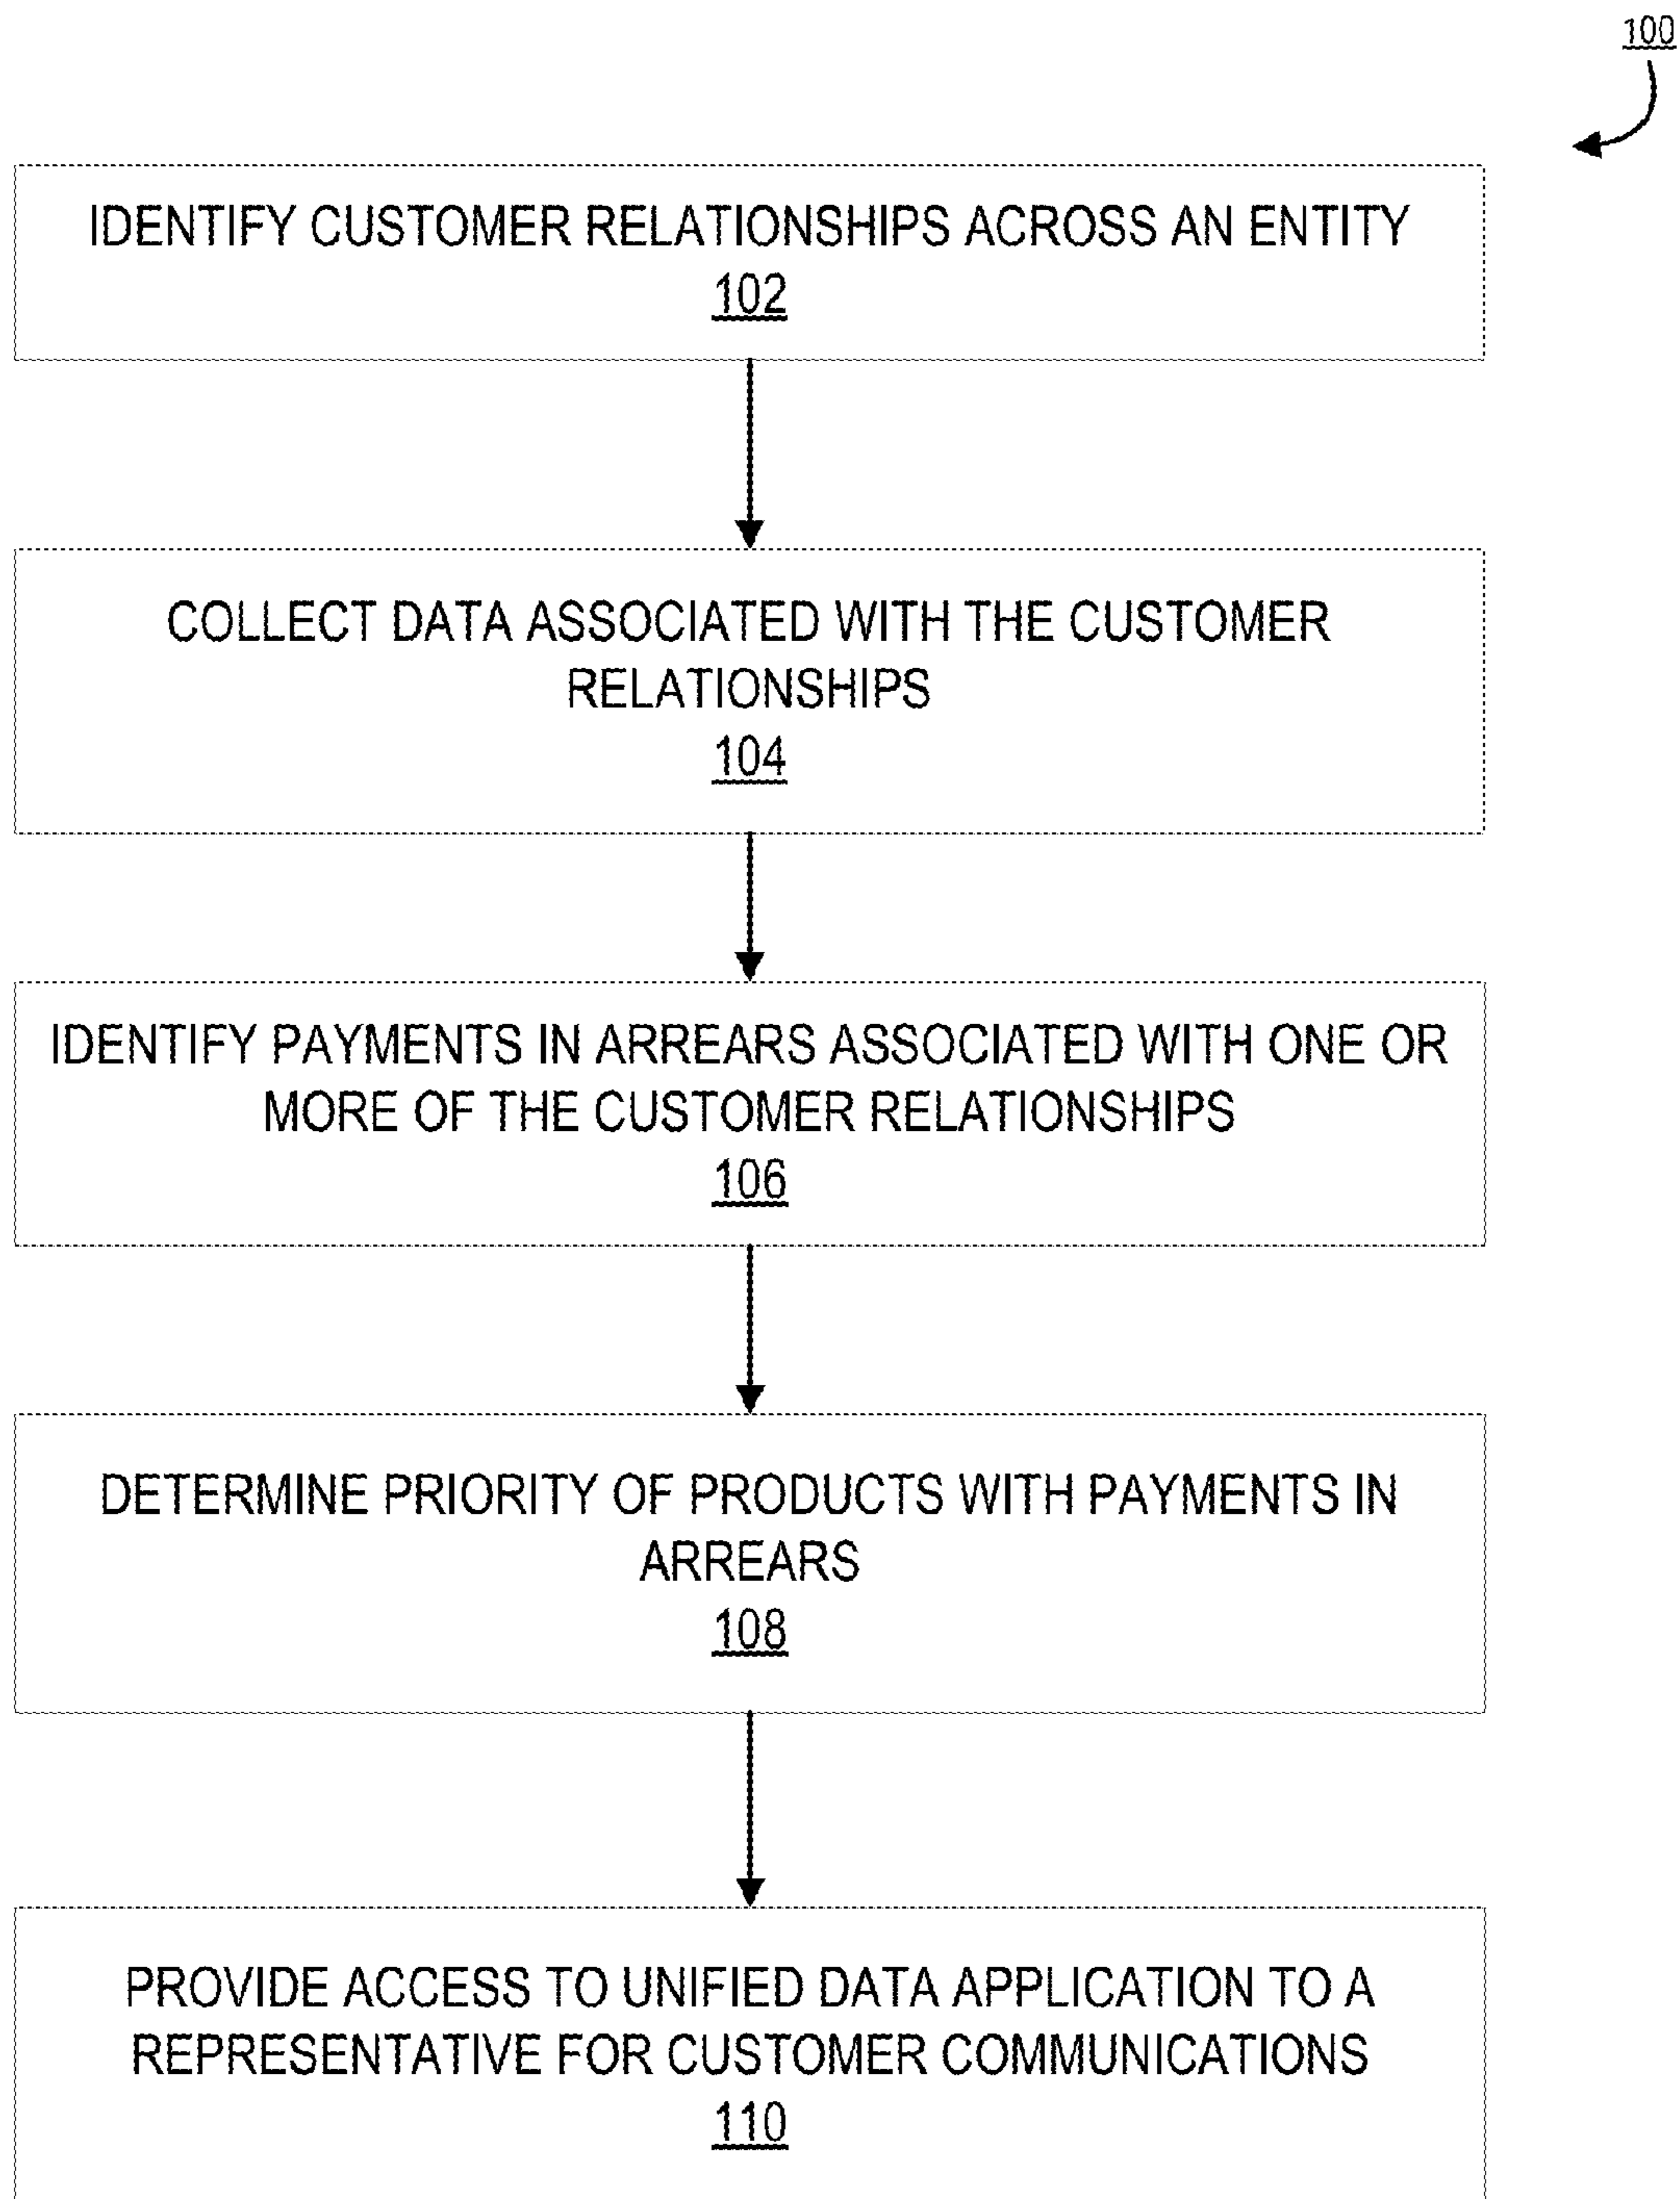 100
IDENTIFY CUSTOMER RELATIONSHIPS ACROSS AN ENTITY
102
COLLECT DATA ASSOCIATED WITH THE CUSTOMER
RELATIONSHIPS
104
IDENTIFY PAYMENTS IN ARREARS ASSOCIATED WITH ONE OR
MORE OF THE CUSTOMER RELATIONSHIPS
106
DETERMINE PRIORITY OF PRODUCTS WITH PAYMENTS IN
ARREARS
108
PROVIDE ACCESS TO UNIFIED DATA APPLICATION TO A
REPRESENTATIVE FOR CUSTOMER COMMUNICATIONS
110